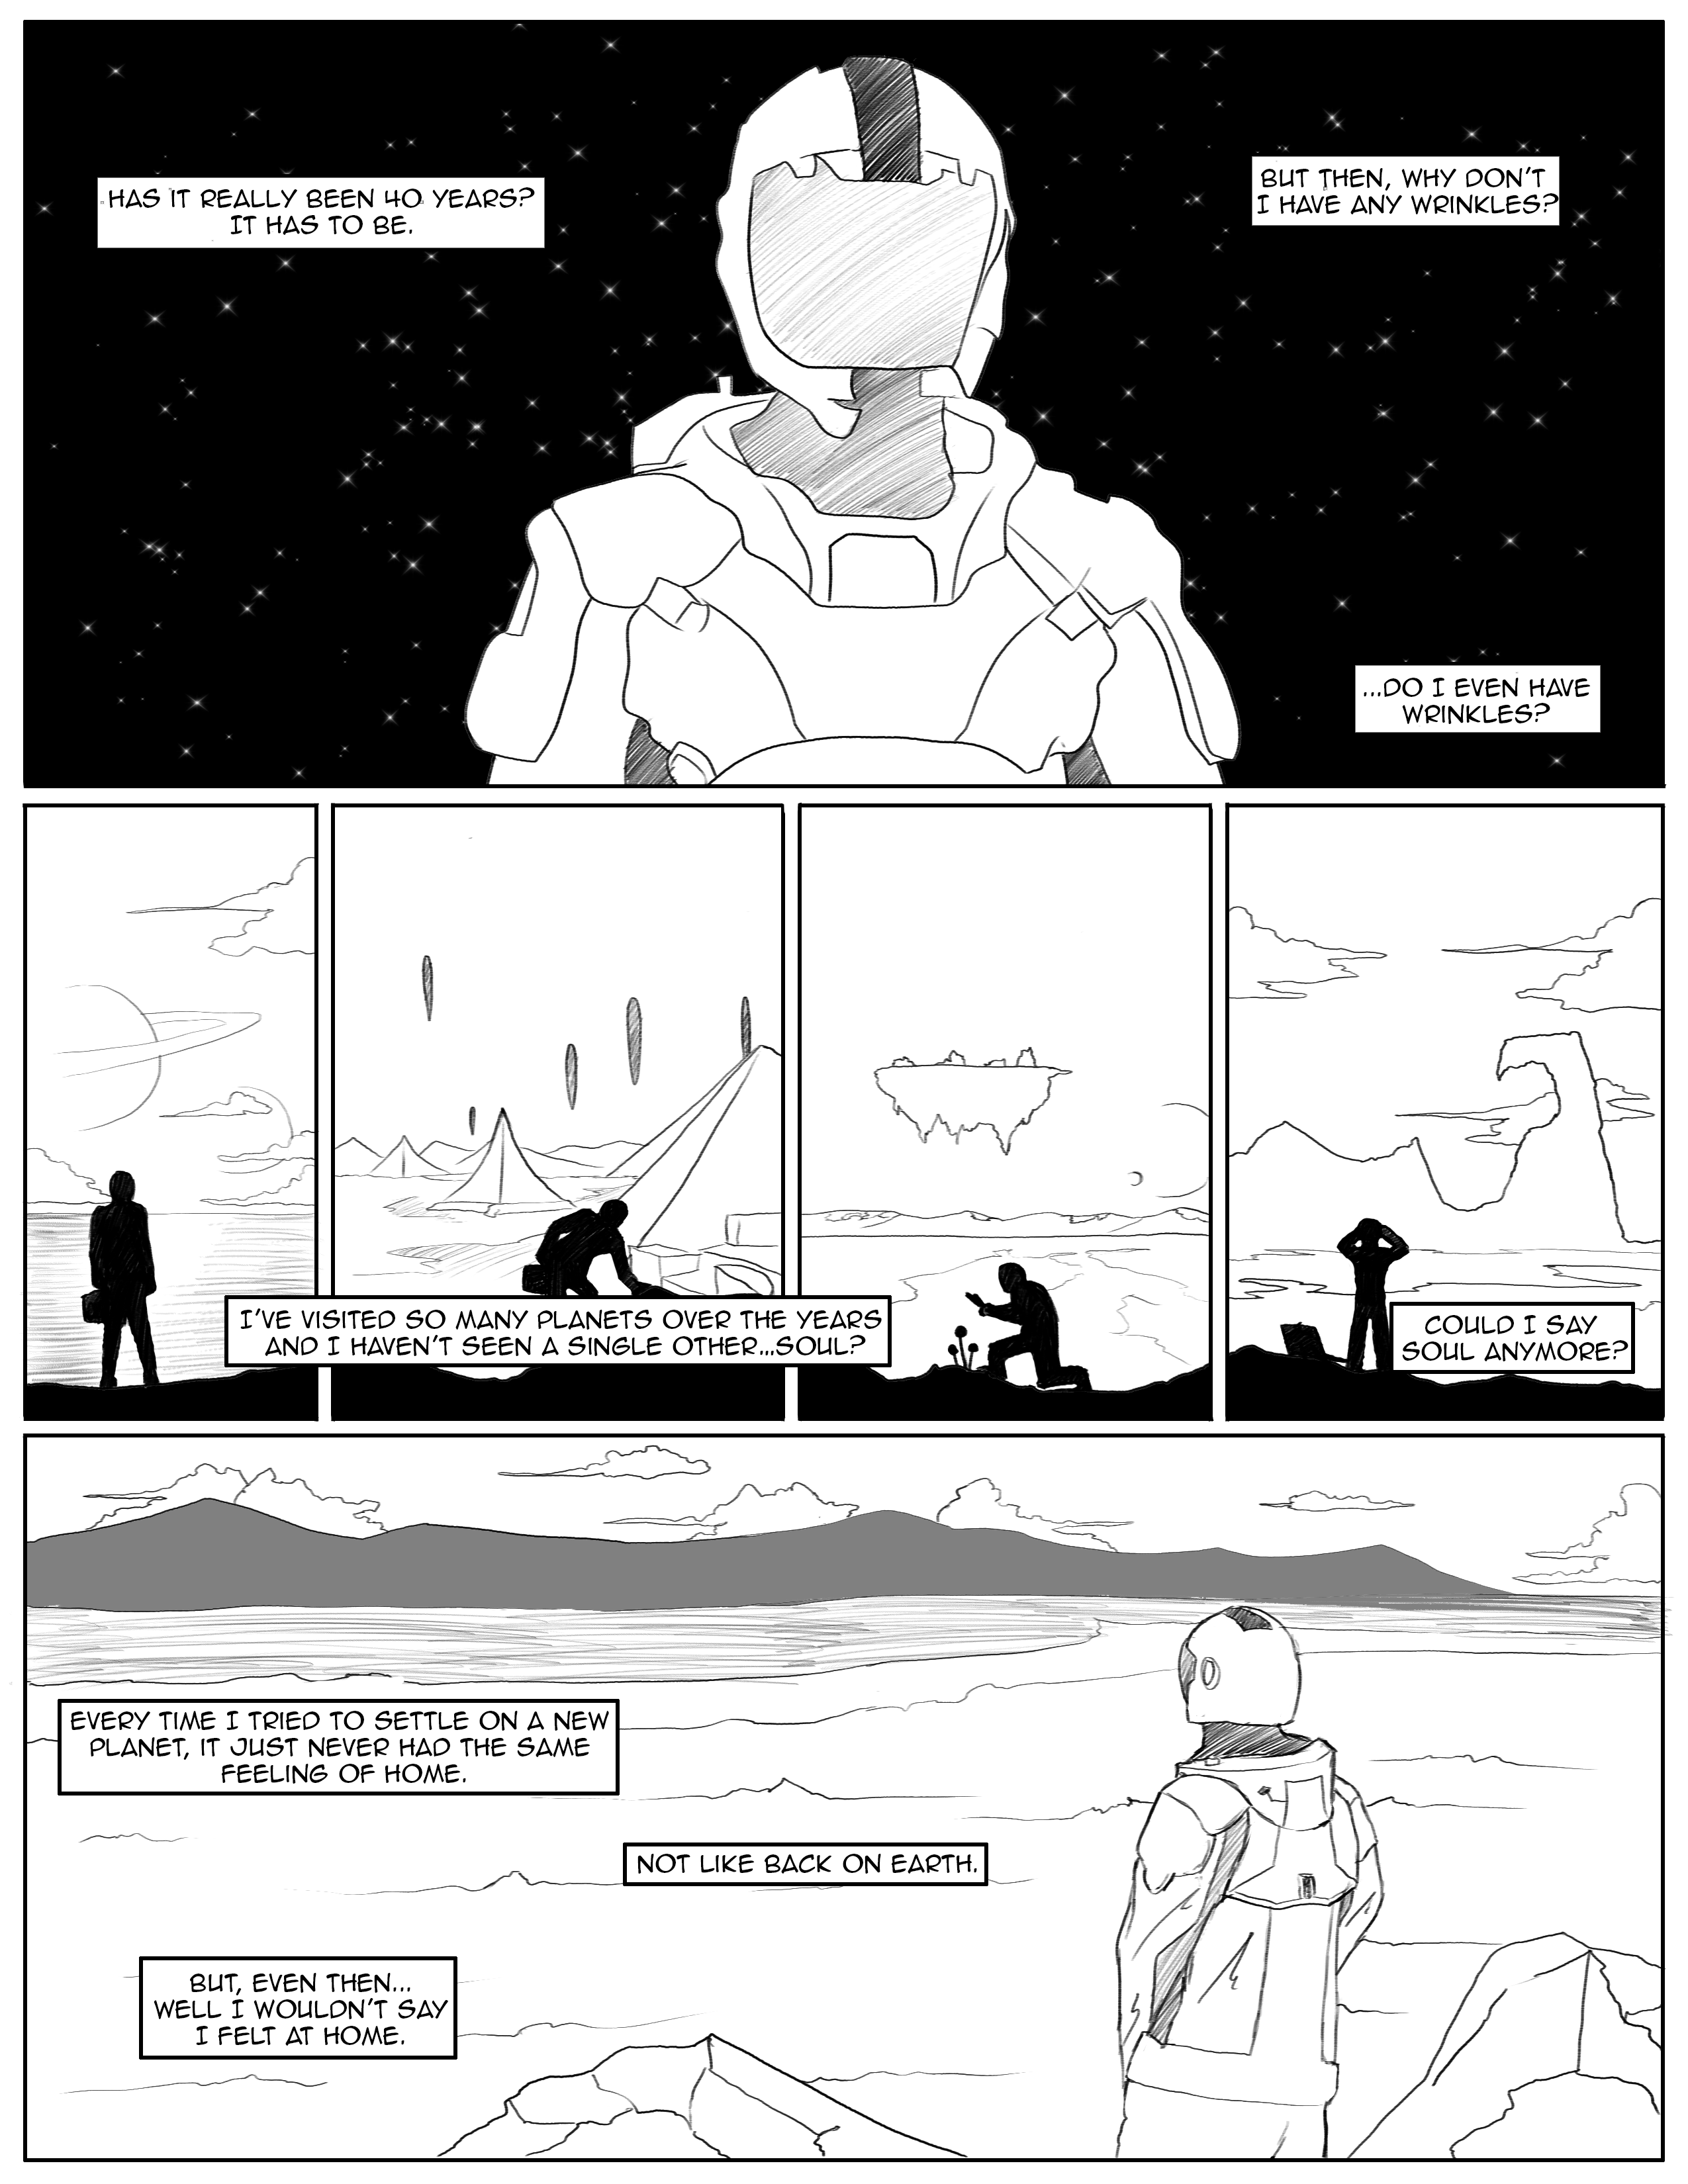 HAS IT REALLY BEEN 40 YEARS?
IT HAS TO BE.
BUT THEN, WHY DON'T
I HAVE ANY WRINKLES?
...DO I EVEN HAVE
WRINKLES?
I'VE VISITED SO MANY PLANETS OVER THE YEARS
AND I HAVEN'T SEEN A SINGLE OTHER...SOUL?
COULD I SAY
SOUL ANYMORE?
EVERY TIME I TRIED TO SETTLE ON A NEW
PLANET, IT JUST NEVER HAD THE SAME
FEELING OF HOME.
NOT LIKE BACK ON EARTH.
BUT, EVEN THEN...
WELL I WOULDN'T SAY
I FELT AT HOME.